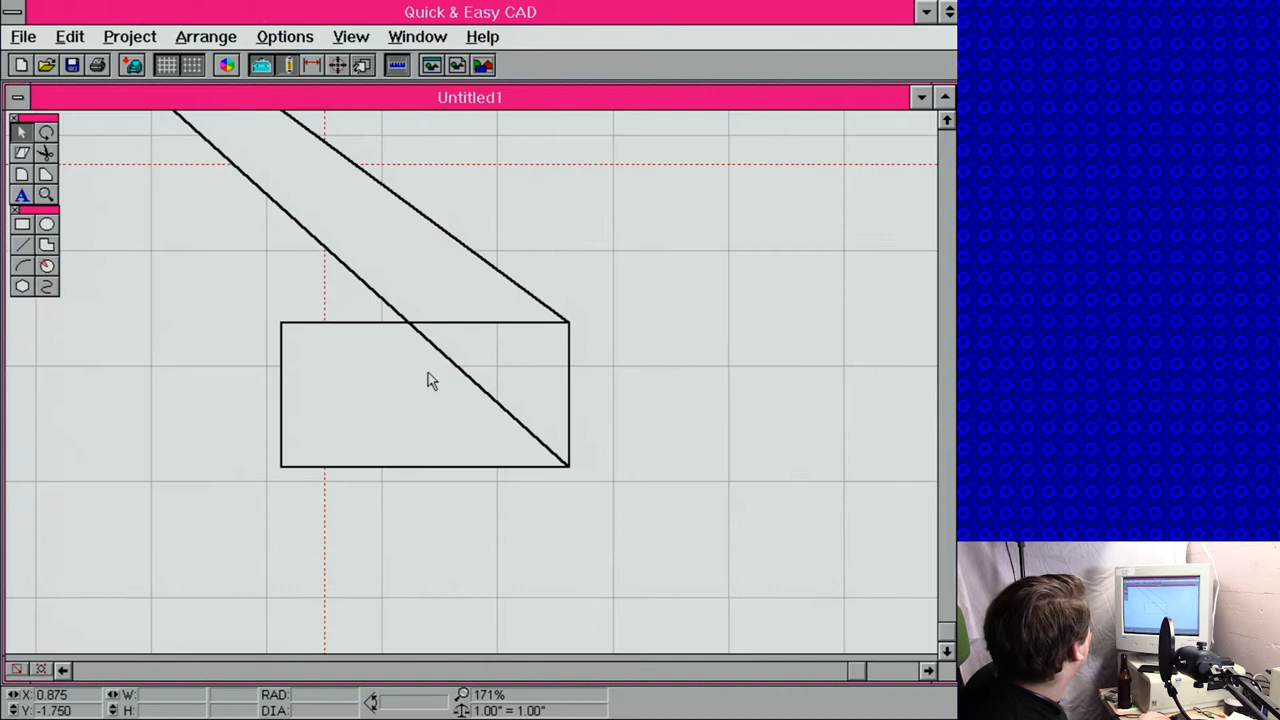 Quick & Easy CAD
File Edit Project Arrange Options View Window Help
Untitled1
A
X: 0.875 W: RAD: 171%
Y: -1.750 H: DIA: 1.00" = 1.00"